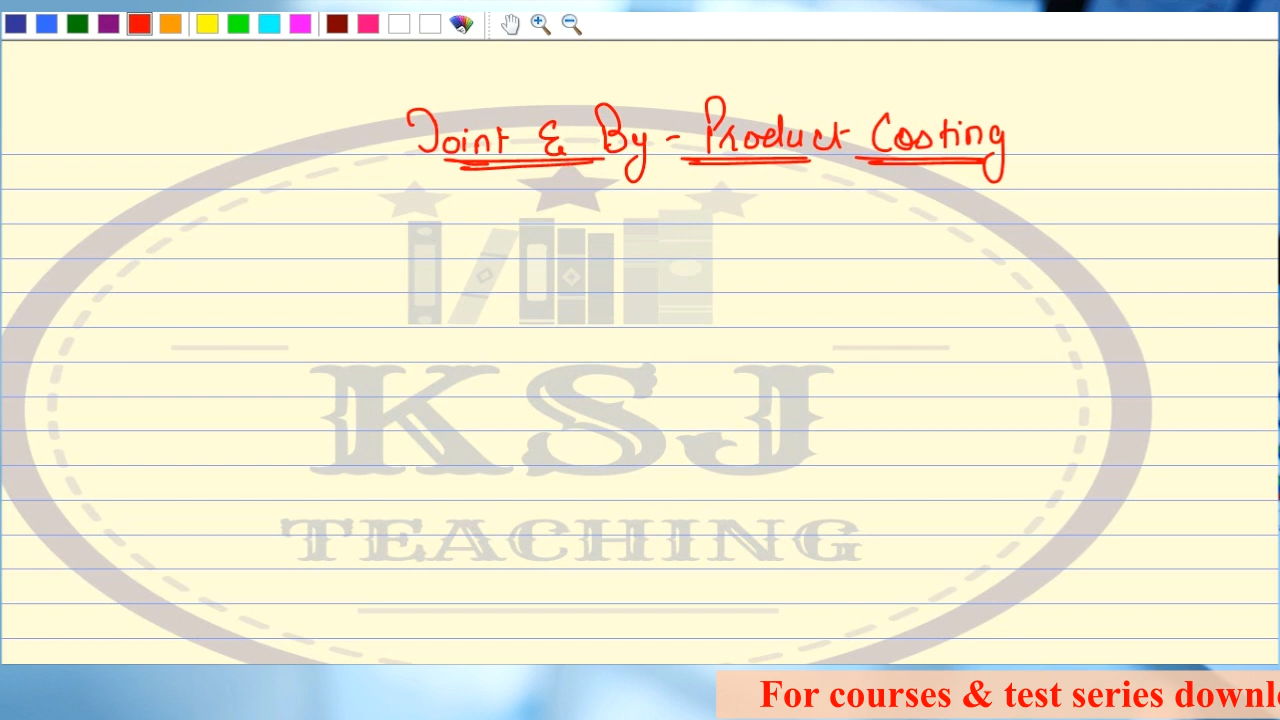 Joint & By-Product Costing
KSJ
TEACHING
For courses & test series downl